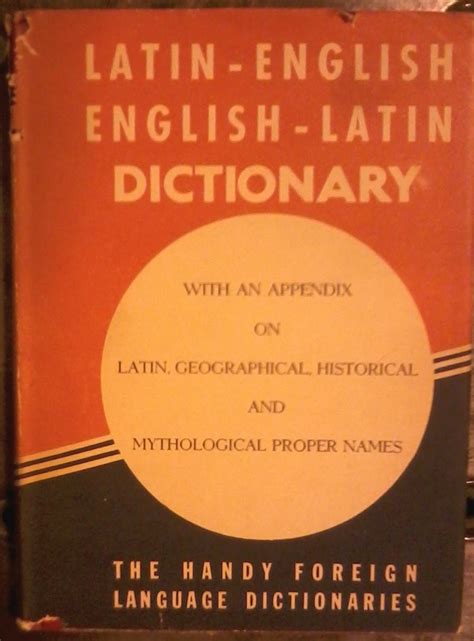 LATIN-ENGLISH
ENGLISH-LATIN
DICTIONARY
WITH AN APPENDIX
ON
LATIN, GEOGRAPHICAL, HISTORICAL
AND
MYTHOLOGICAL PROPER NAMES
THE HANDY FOREIGN
LANGUAGE DICTIONARIES